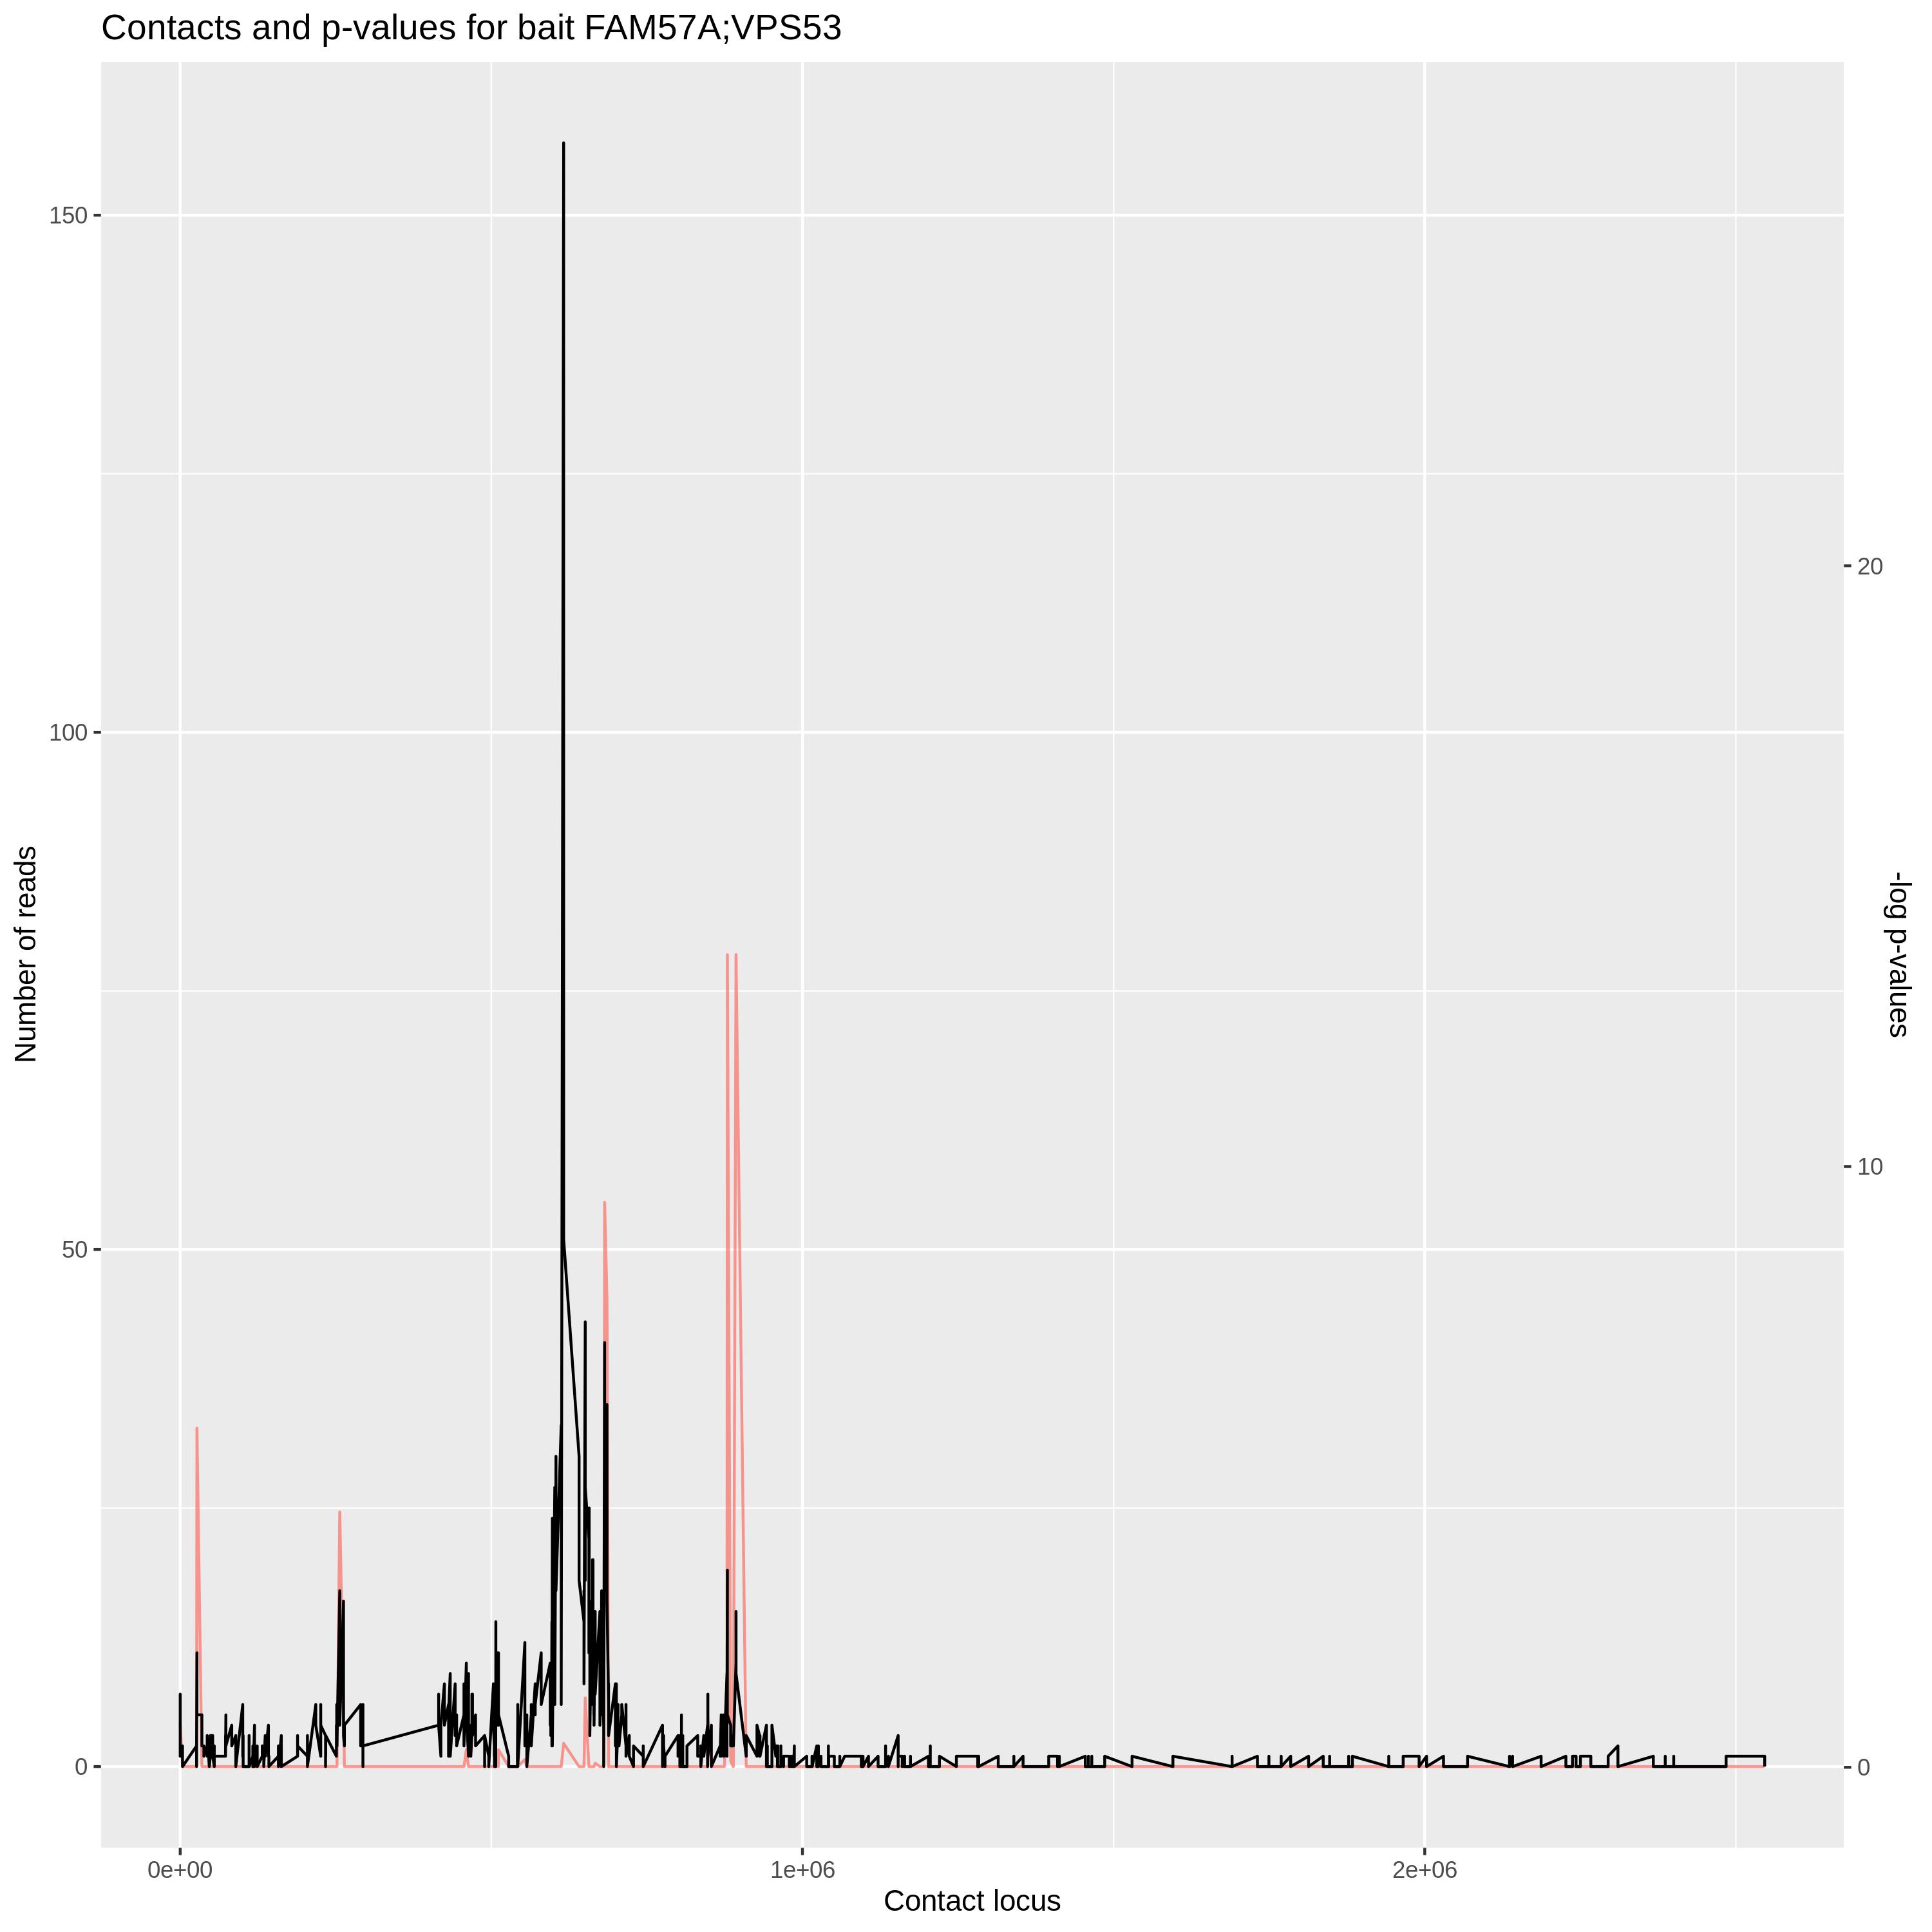 Contacts and p-values for bait FAM57A;VPS53
150
100
50
0
Number of reads
20
10
0
-log p-values
0e+00
1e+06
2e+06
Contact locus